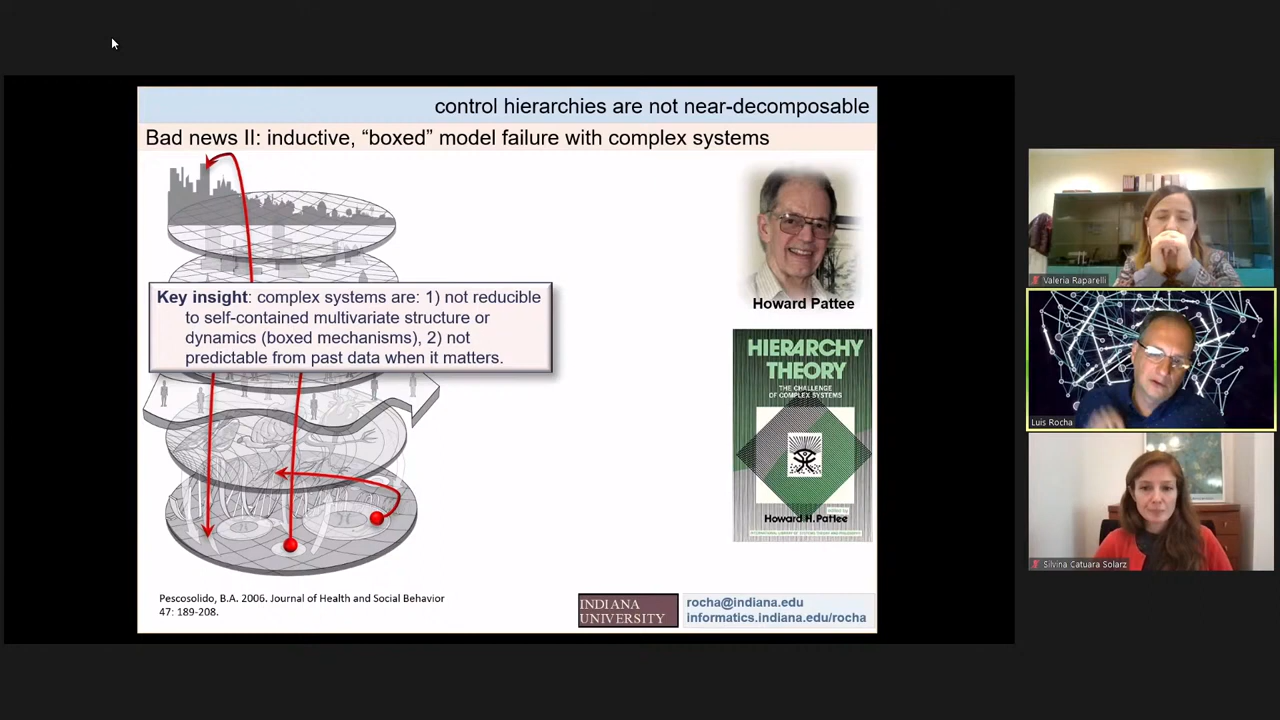 control hierarchies are not near-decomposable
Bad news II: inductive, “boxed” model failure with complex systems
Key insight: complex systems are: 1) not reducible
to self-contained multivariate structure or
dynamics (boxed mechanisms), 2) not
predictable from past data when it matters.
Howard Pattee
HIERARCHY
THEORY
THE CHALLENGE
OF COMPLEX SYSTEMS
edited by
Howard H. Pattee
Pescosolido, B.A. 2006. Journal of Health and Social Behavior
47: 189-208.
INDIANA
UNIVERSITY
rocha@indiana.edu
informatics.indiana.edu/rocha
Valeria Raparelli
Luis Rocha
Silvina Catuara Solarz